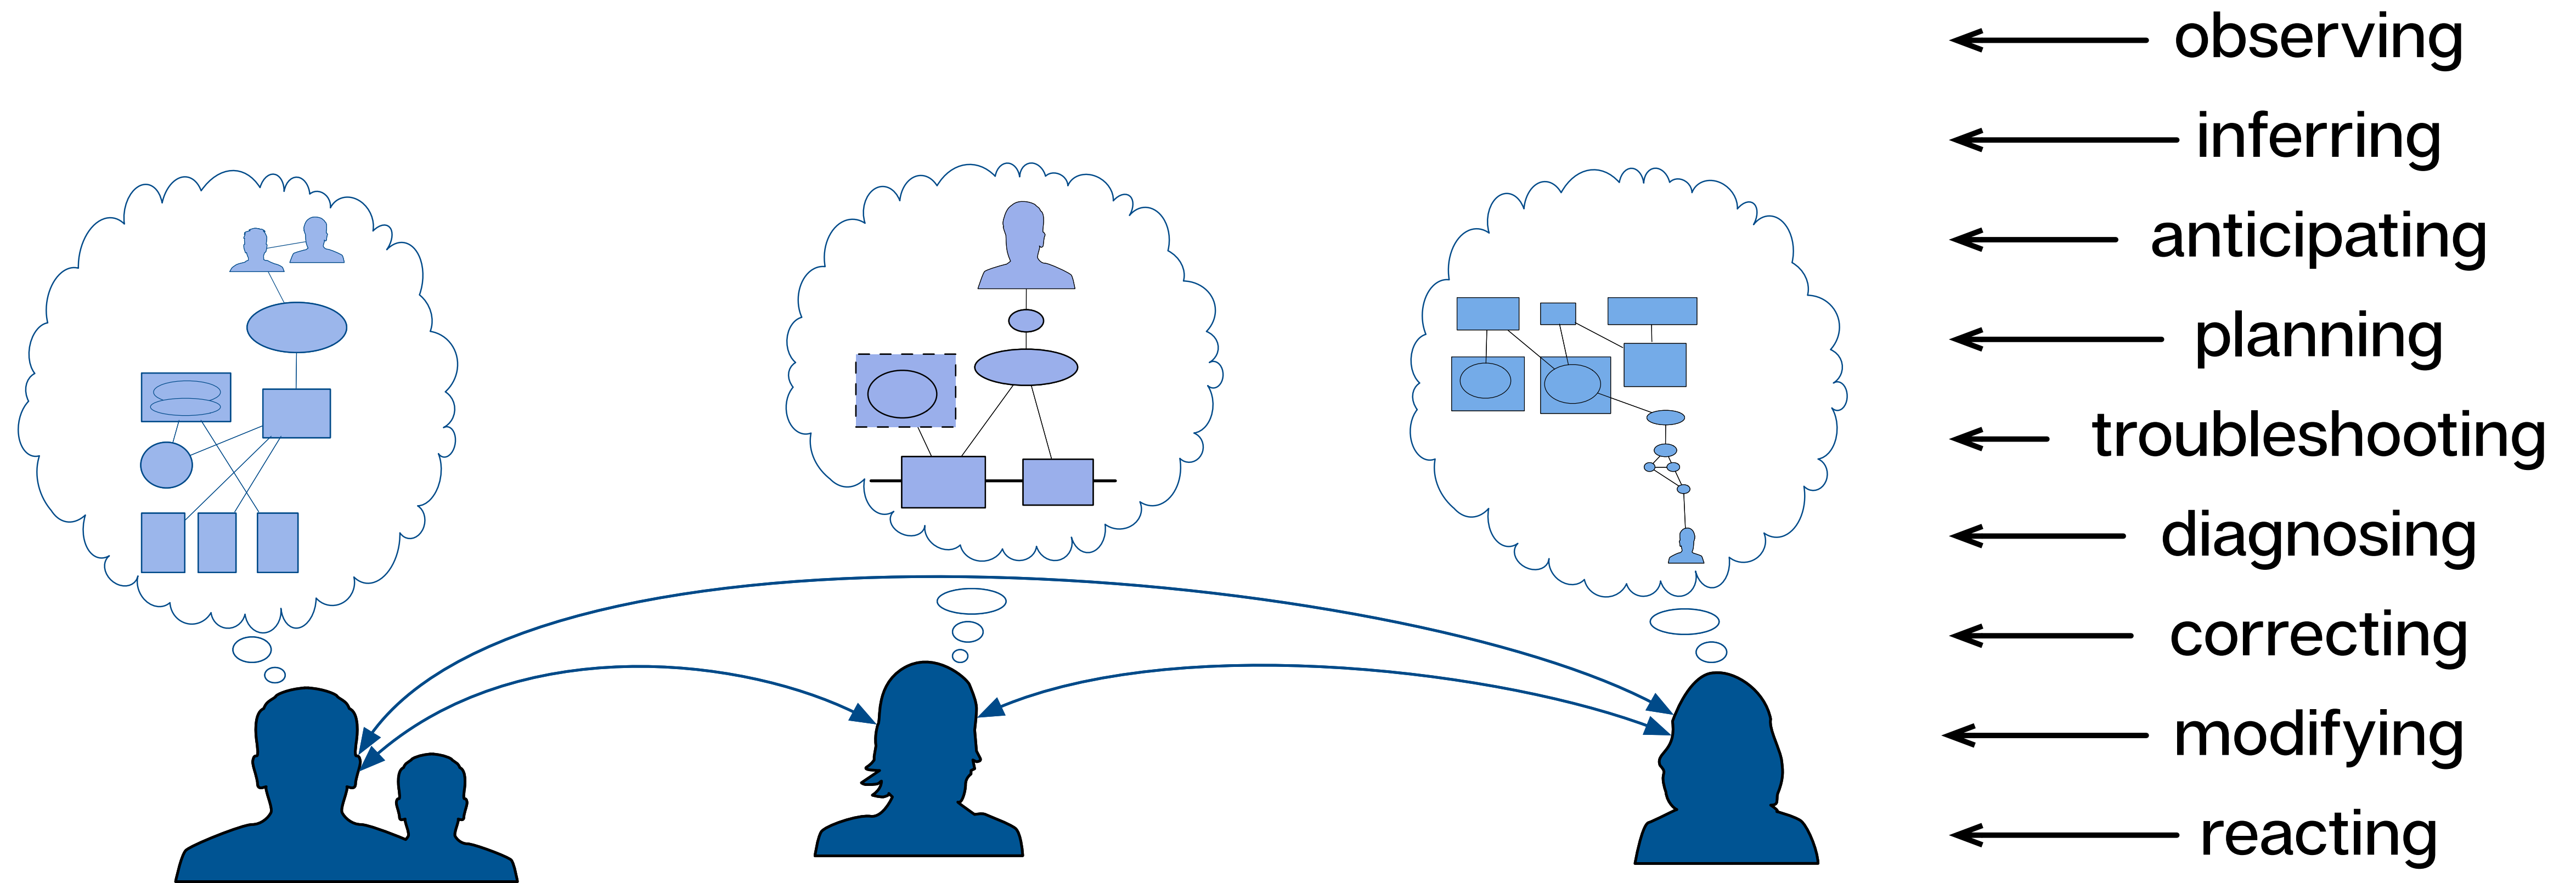 observing
inferring
anticipating
planning
troubleshooting
diagnosing
correcting
modifying
reacting